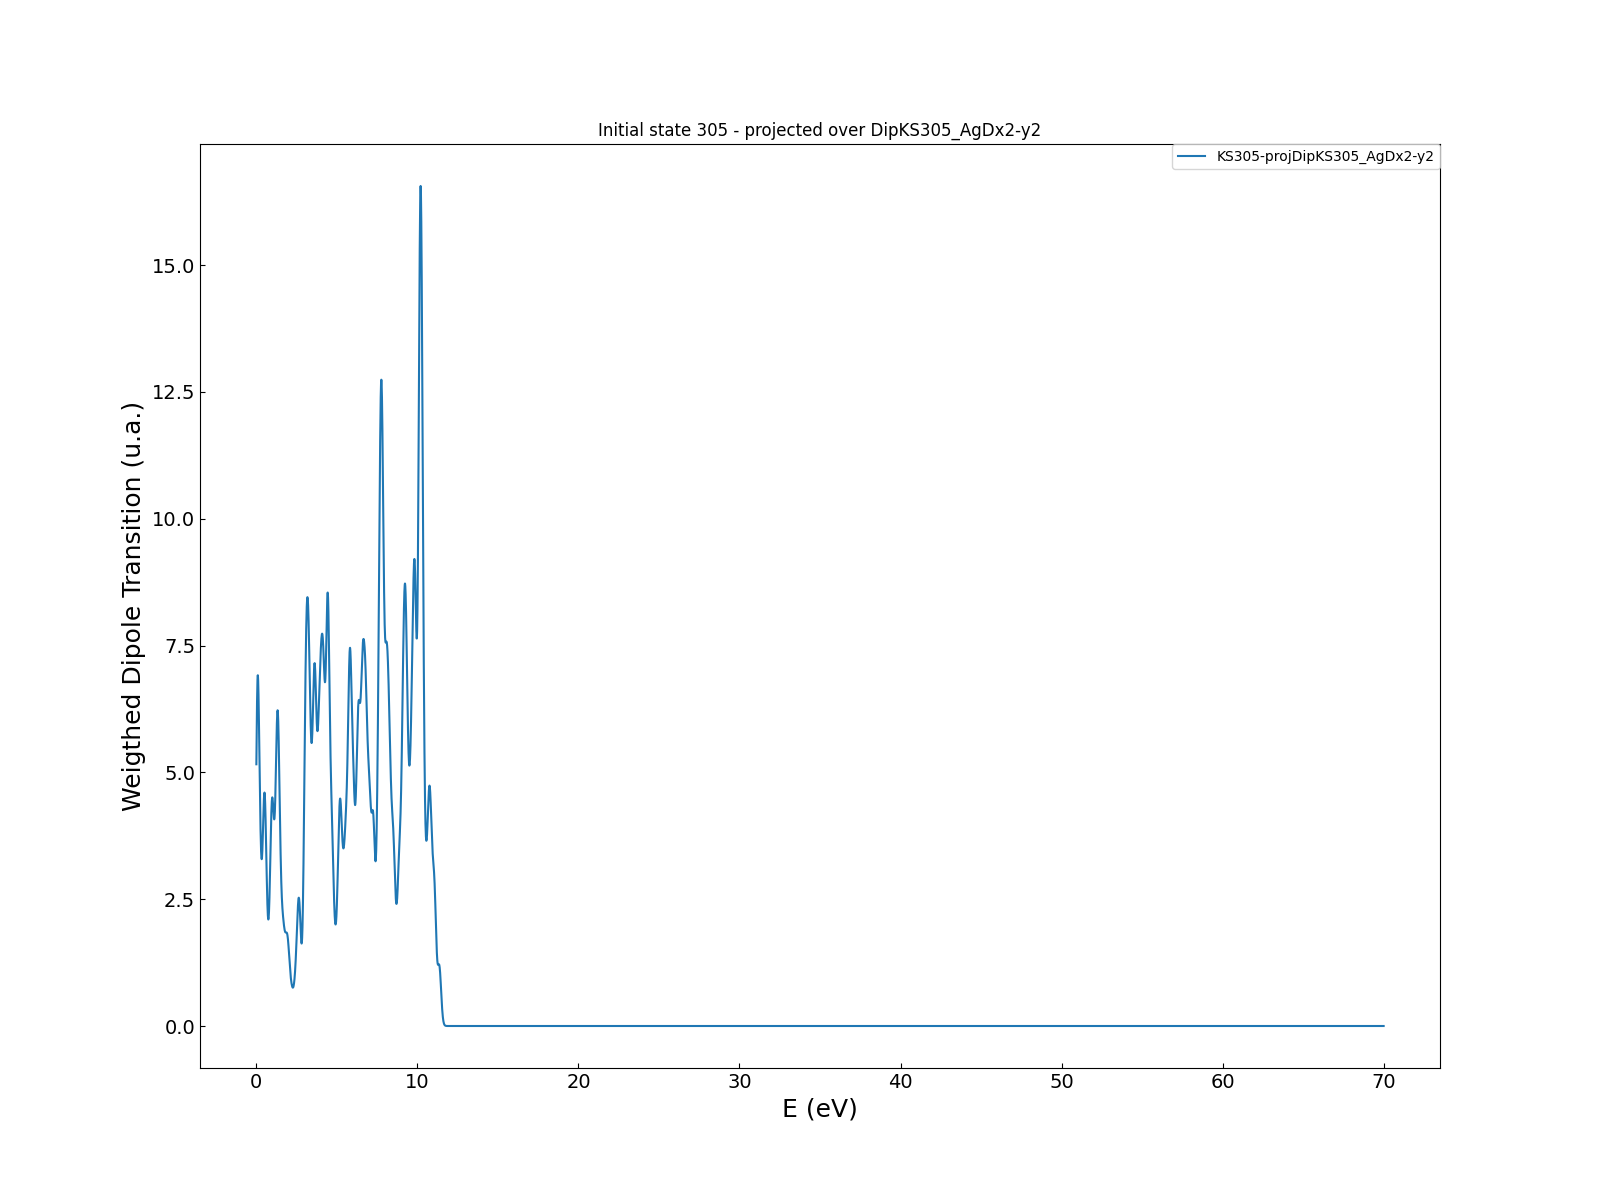 Initial state 305 - projected over DipKS305_AgDx2-y2
KS305-projDipKS305_AgDx2-y2
Weigthed Dipole Transition (u.a.)
15.0
12.5
10.0
7.5
5.0
2.5
0.0
0 10 20 30 40 50 60 70
E (eV)